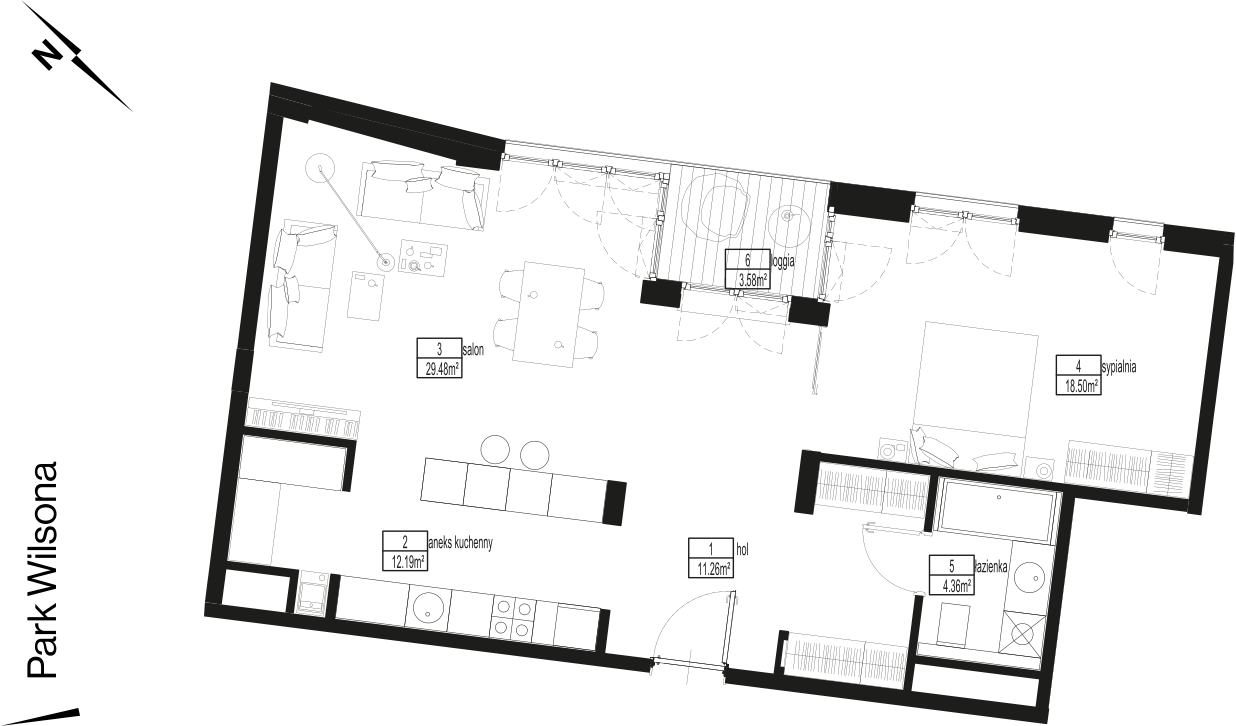 N
6 loggia
3.58m²
3 salon
29.48m²
4 sypialnia
18.50m²
2 aneks kuchenny
12.19m²
1 hol
11.26m²
5 łazienka
4.36m²
Park Wilsona